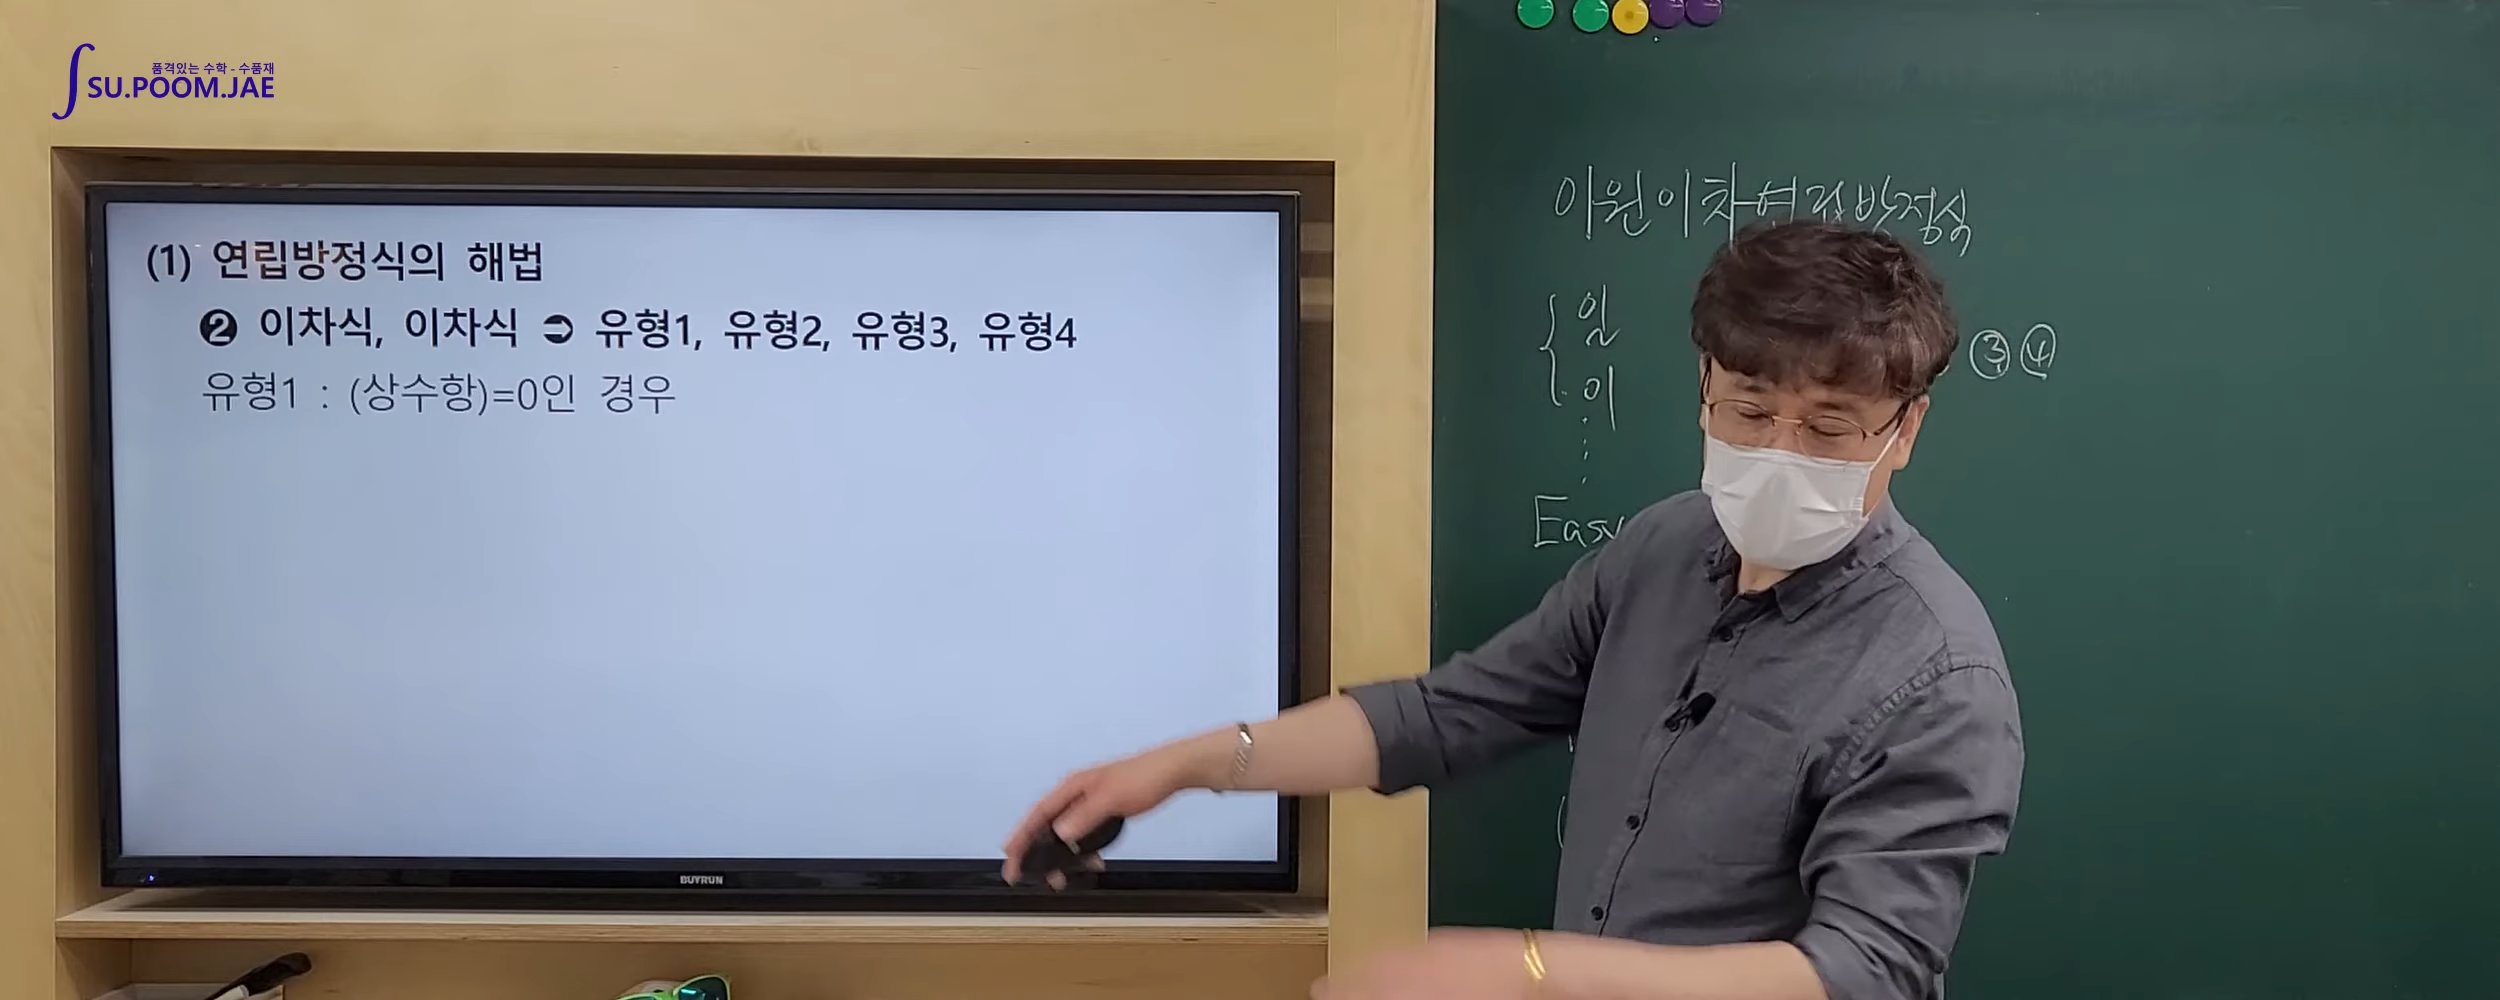 품격있는 수학 - 수품재
SU.POOM.JAE
(1) 연립방정식의 해법
❷ 이차식, 이차식 ➲ 유형1, 유형2, 유형3, 유형4
유형1 : (상수항)=0인 경우
BUYRUN
이원이차연립방정식
일
③ ④
이
Easy